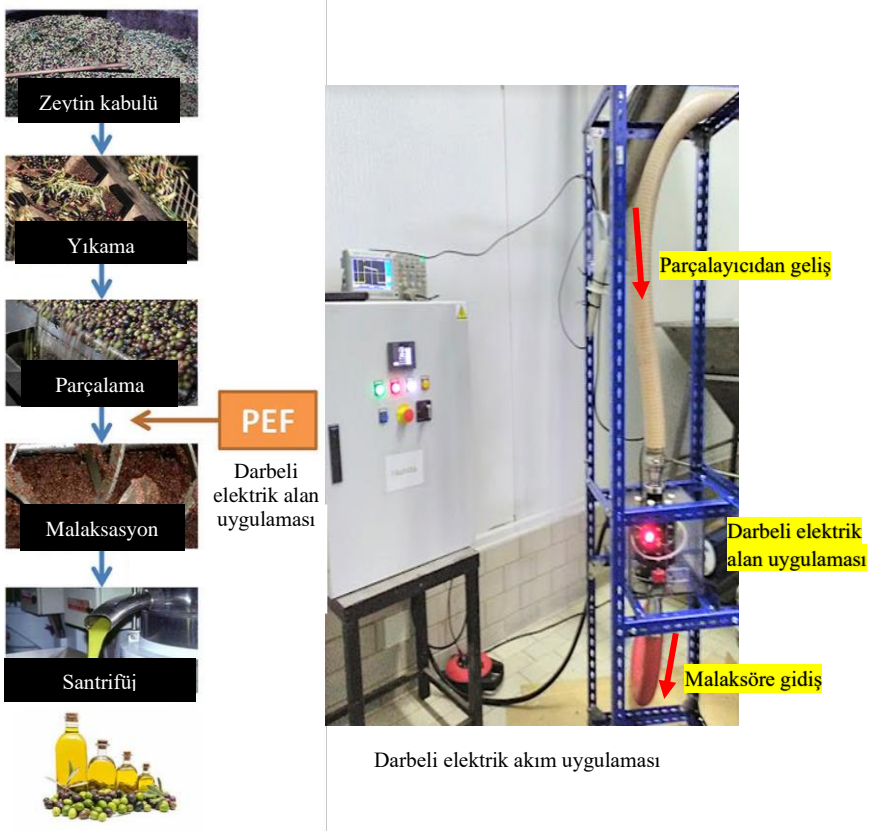 Zeytin kabulü
Yıkama
Parçalama
PEF
Darbeli
elektrik alan
uygulaması
Malaksasyon
Santrifüj
Parçalayıcıdan geliş
Darbeli elektrik
alan uygulaması
Malaksöre gidiş
Darbeli elektrik akım uygulaması